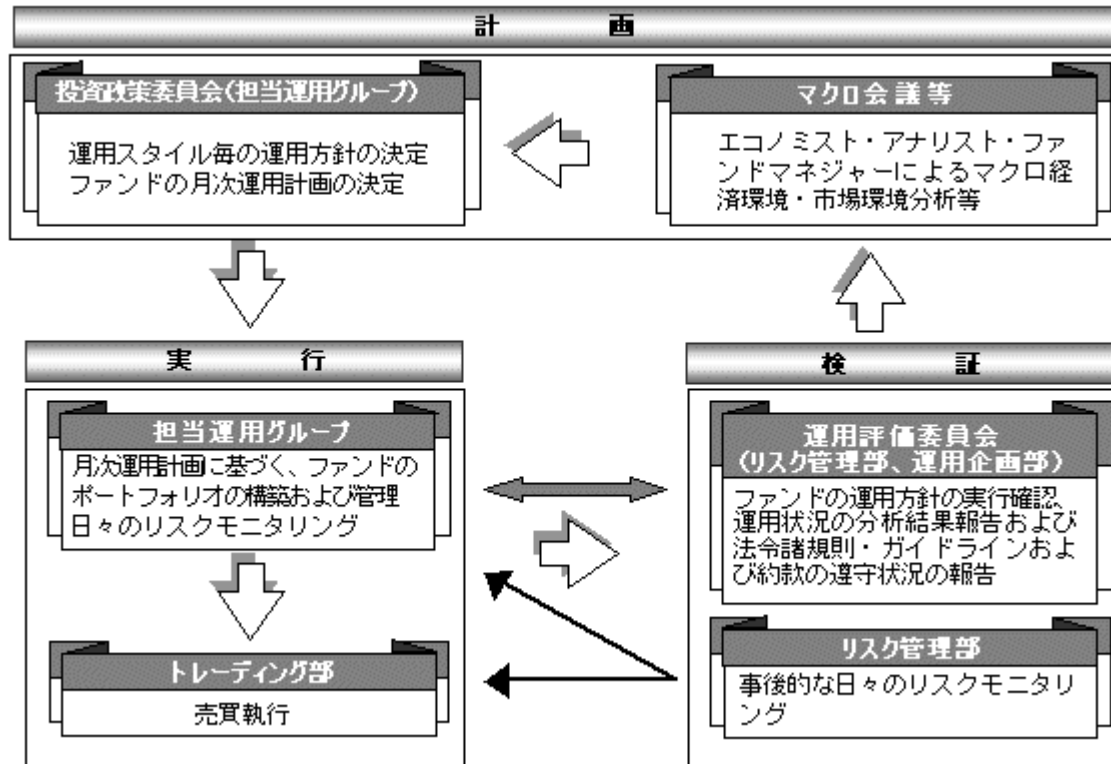 計画
投資政策委員会(担当運用グループ)
運用スタイル毎の運用方針の決定
ファンドの月次運用計画の決定
マクロ会議等
エコノミスト・アナリスト・ファ
ンドマネジャーによるマクロ経
済環境・市場環境分析等
実行
担当運用グループ
月次運用計画に基づく、ファンドの
ポートフォリオの構築および管理
日々のリスクモニタリング
トレーディング部
売買執行
検証
運用評価委員会
(リスク管理部、運用企画部)
ファンドの運用方針の実行確認、
運用状況の分析結果報告および
法令諸規則・ガイドラインおよ
び約款の遵守状況の報告
リスク管理部
事後的な日々のリスクモニタリ
ング